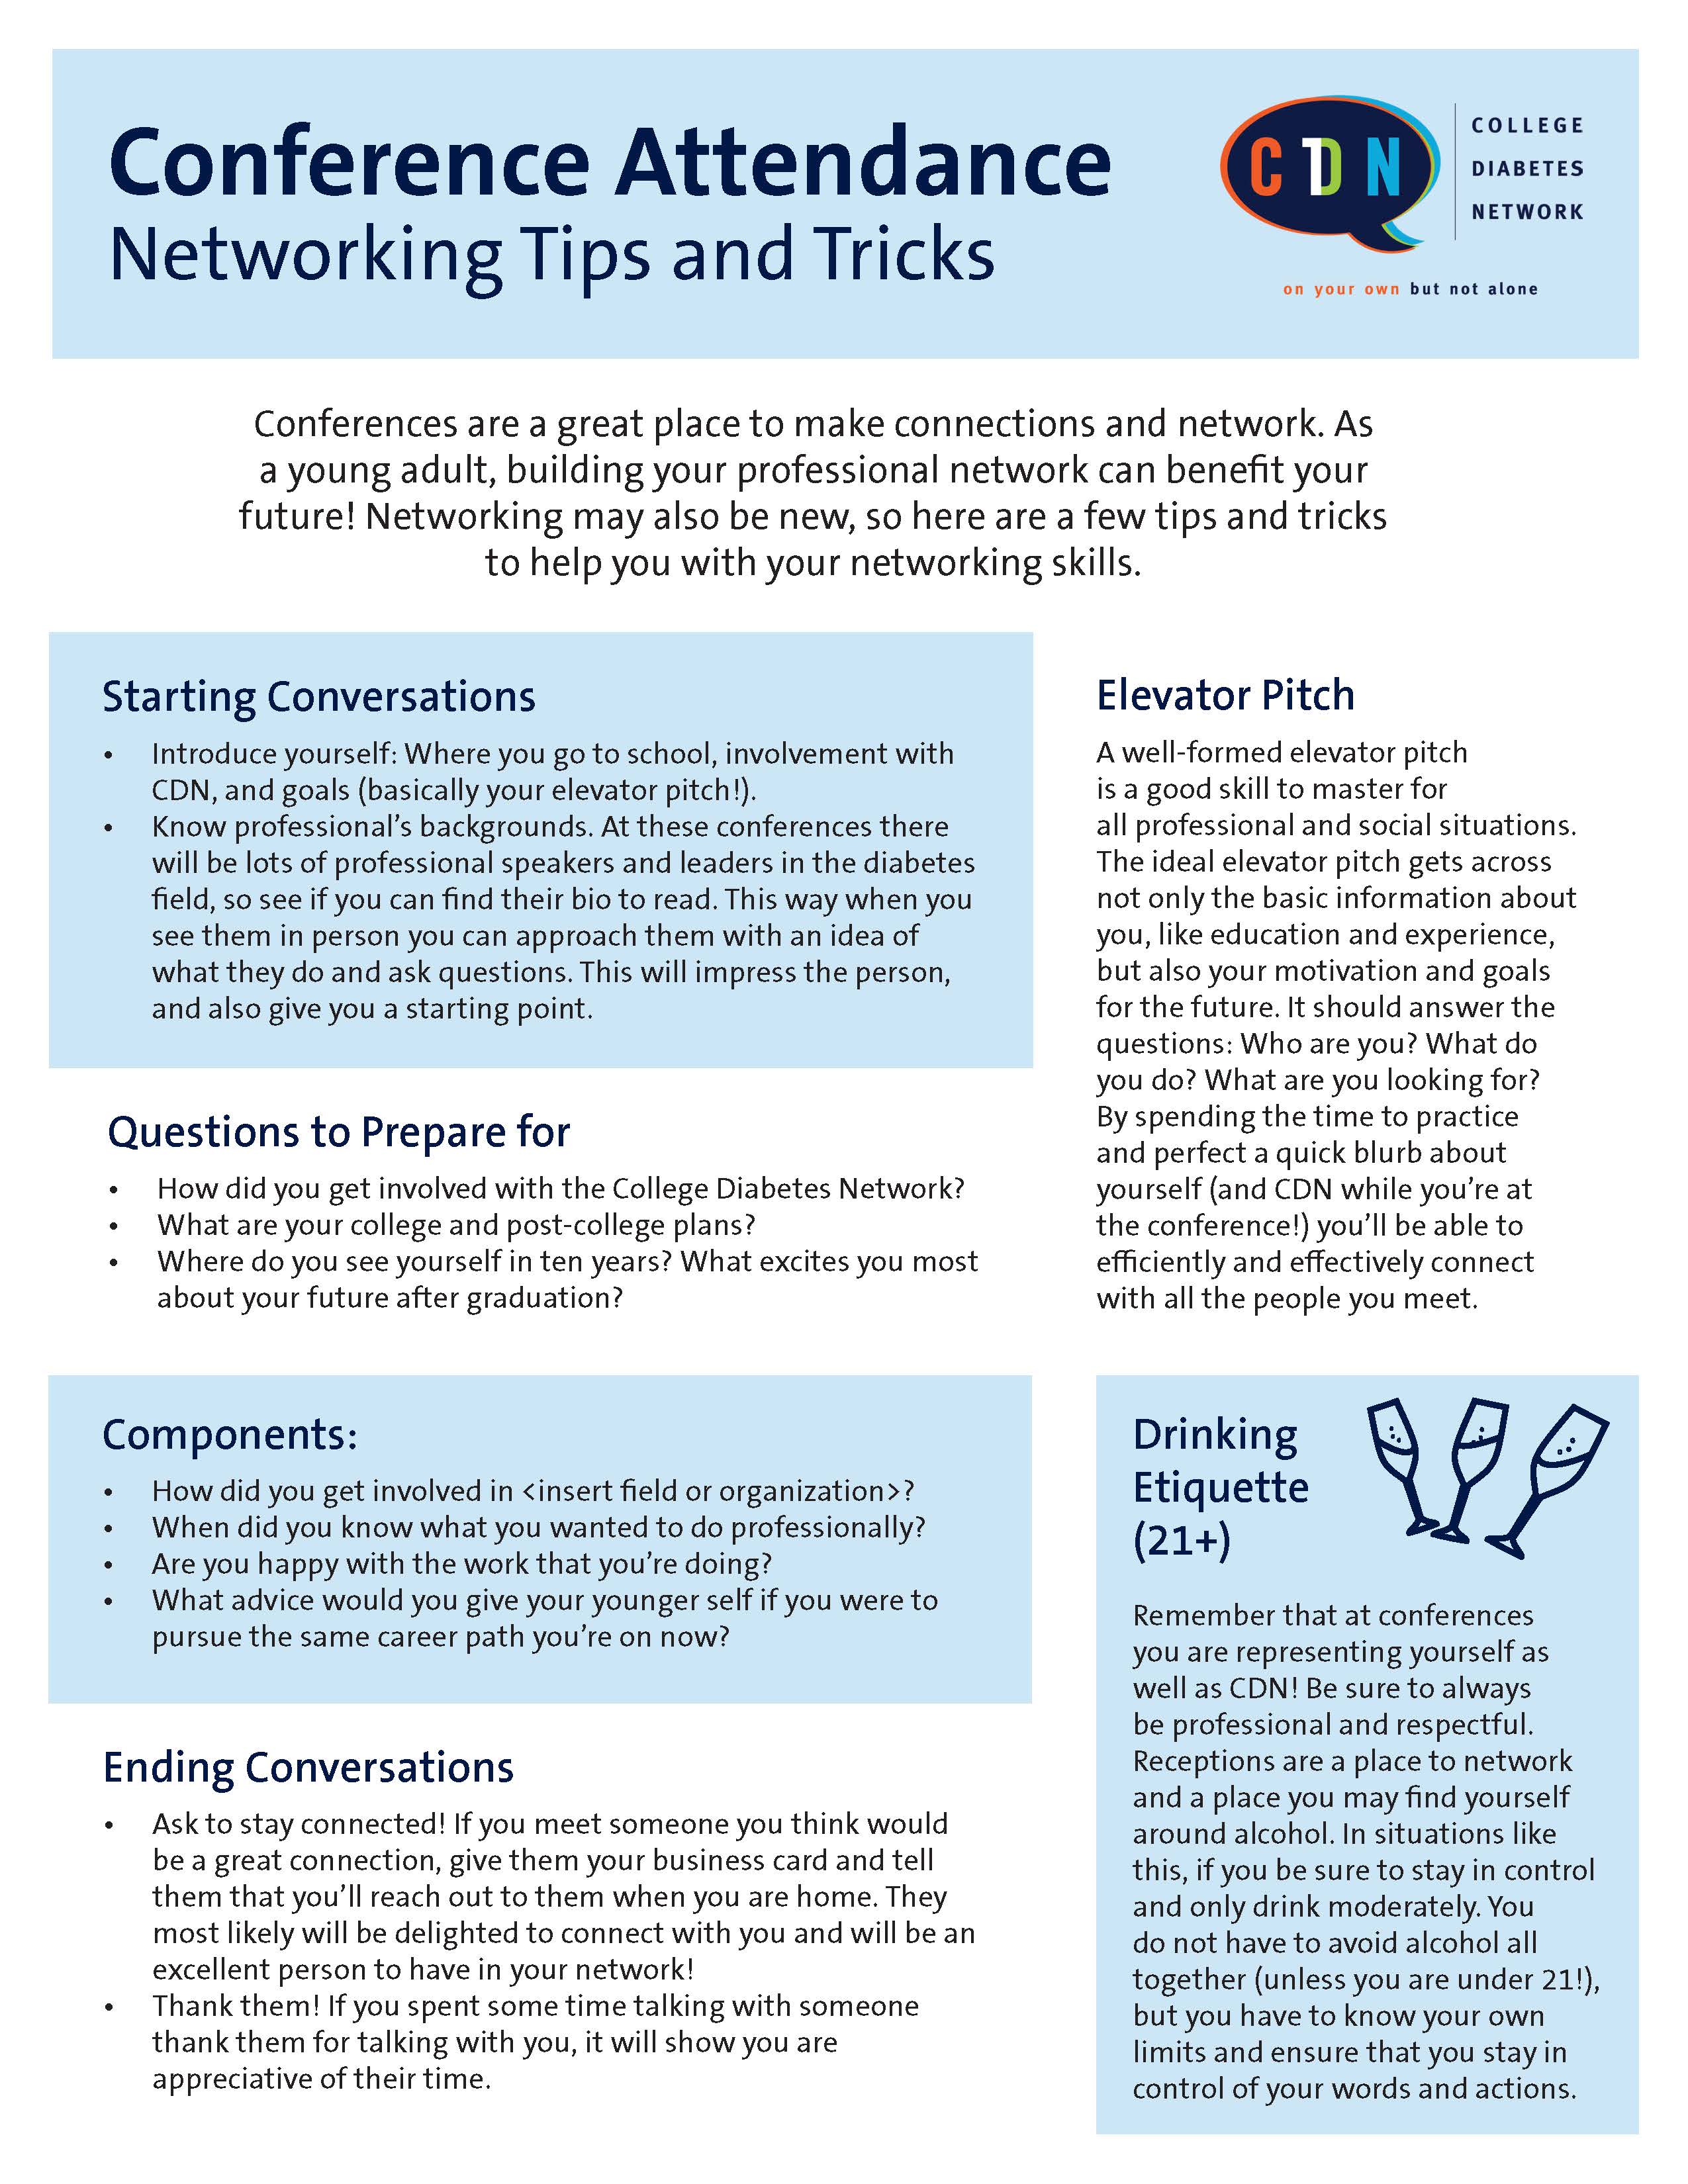 Conference Attendance
Networking Tips and Tricks
CDN
COLLEGE
DIABETES
NETWORK
on your own but not alone
Conferences are a great place to make connections and network. As
a young adult, building your professional network can benefit your
future! Networking may also be new, so here are a few tips and tricks
to help you with your networking skills.
Starting Conversations
• Introduce yourself: Where you go to school, involvement with
CDN, and goals (basically your elevator pitch!).
• Know professional's backgrounds. At these conferences there
will be lots of professional speakers and leaders in the diabetes
field, so see if you can find their bio to read. This way when you
see them in person you can approach them with an idea of
what they do and ask questions. This will impress the person,
and also give you a starting point.
Questions to Prepare for
• How did you get involved with the College Diabetes Network?
• What are your college and post-college plans?
• Where do you see yourself in ten years? What excites you most
about your future after graduation?
Components:
• How did you get involved in <insert field or organization>?
• When did you know what you wanted to do professionally?
• Are you happy with the work that you're doing?
• What advice would you give your younger self if you were to
pursue the same career path you're on now?
Ending Conversations
• Ask to stay connected! If you meet someone you think would
be a great connection, give them your business card and tell
them that you'll reach out to them when you are home. They
most likely will be delighted to connect with you and will be an
excellent person to have in your network!
• Thank them! If you spent some time talking with someone
thank them for talking with you, it will show you are
appreciative of their time.
Elevator Pitch
A well-formed elevator pitch
is a good skill to master for
all professional and social situations.
The ideal elevator pitch gets across
not only the basic information about
you, like education and experience,
but also your motivation and goals
for the future. It should answer the
questions: Who are you? What do
you do? What are you looking for?
By spending the time to practice
and perfect a quick blurb about
yourself (and CDN while you're at
the conference!) you'll be able to
efficiently and effectively connect
with all the people you meet.
Drinking
Etiquette
(21+)
Remember that at conferences
you are representing yourself as
well as CDN! Be sure to always
be professional and respectful.
Receptions are a place to network
and a place you may find yourself
around alcohol. In situations like
this, if you be sure to stay in control
and only drink moderately. You
do not have to avoid alcohol all
together (unless you are under 21!),
but you have to know your own
limits and ensure that you stay in
control of your words and actions.